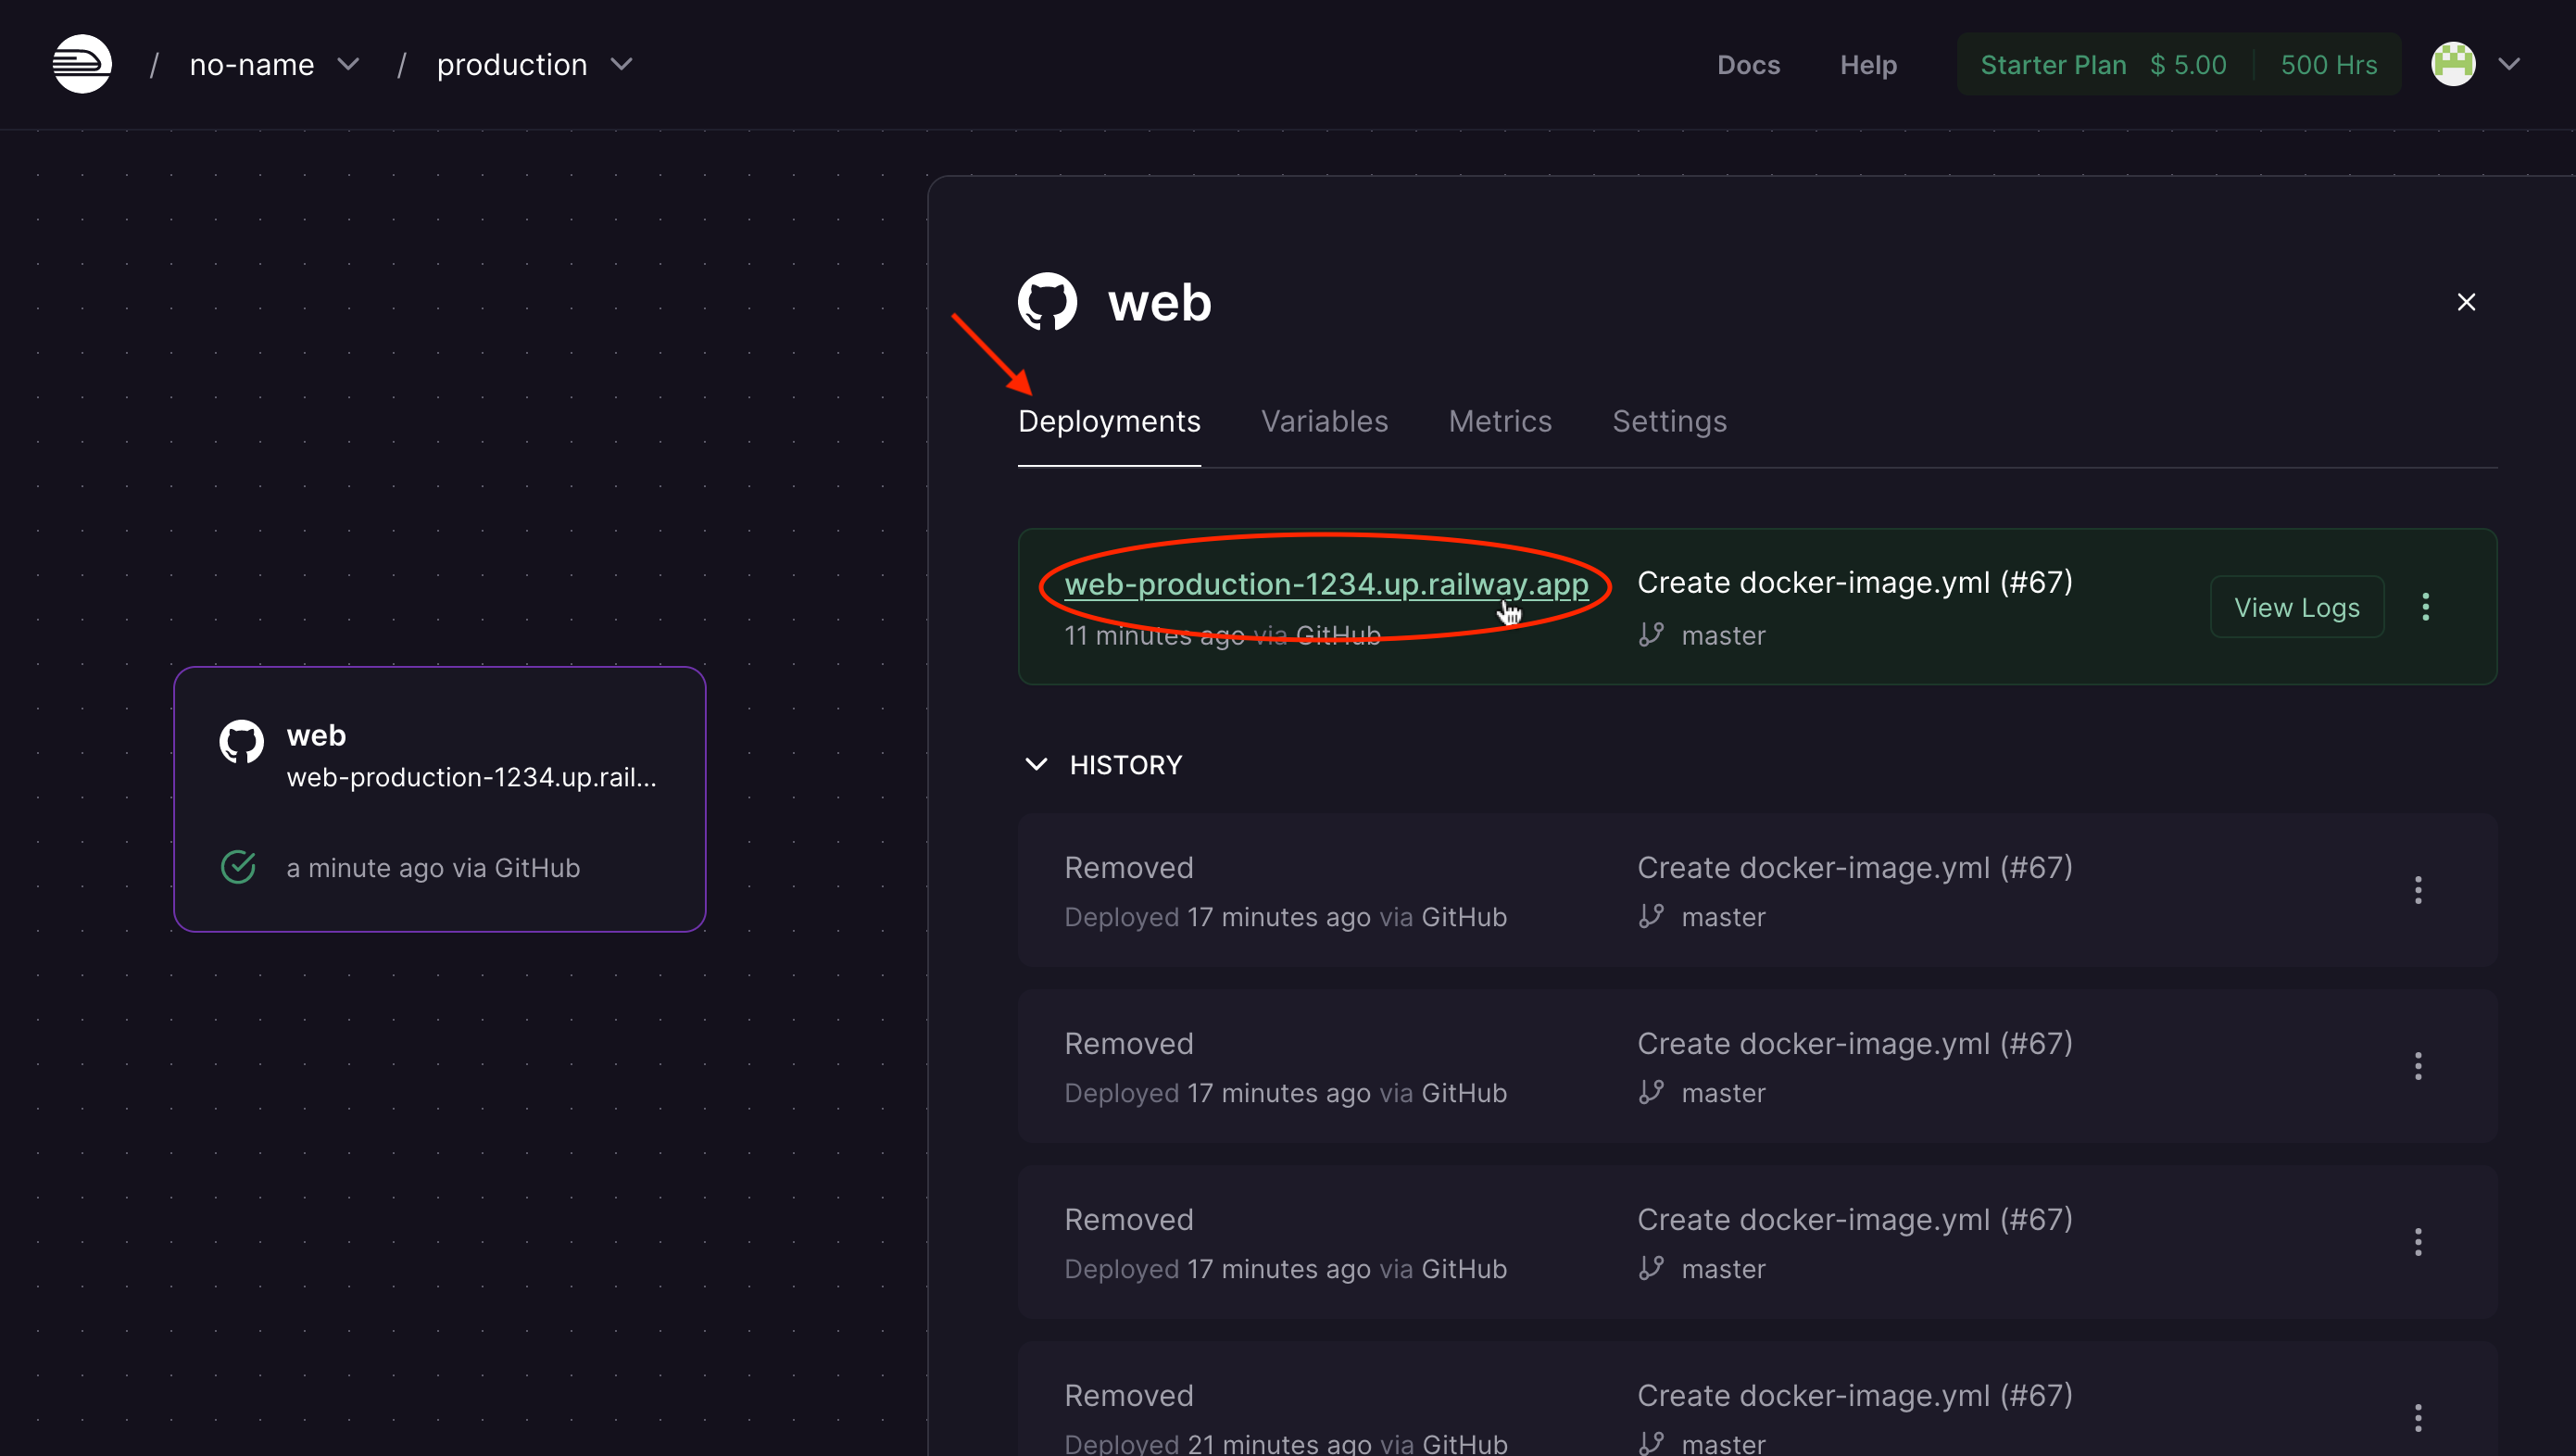 / no-name / production Docs Help Starter Plan $ 5.00 500 Hrs
web
Deployments Variables Metrics Settings
web-production-1234.up.railway.app Create docker-image.yml (#67)
11 minutes ago via GitHub master
View Logs
web
web-production-1234.up.rail...
a minute ago via GitHub
HISTORY
Removed Create docker-image.yml (#67)
Deployed 17 minutes ago via GitHub master
Removed Create docker-image.yml (#67)
Deployed 17 minutes ago via GitHub master
Removed Create docker-image.yml (#67)
Deployed 17 minutes ago via GitHub master
Removed Create docker-image.yml (#67)
Deployed 21 minutes ago via GitHub master